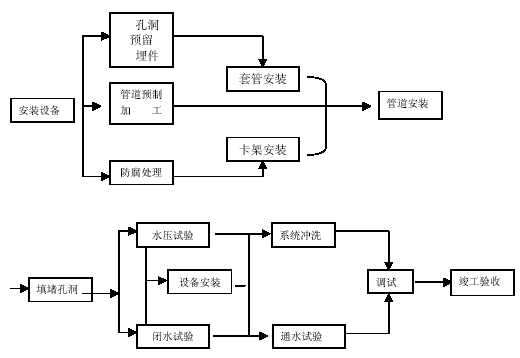 孔洞
预留
埋件
套管安装
管道预制
加 工
安装设备
管道安装
卡架安装
防腐处理
水压试验
系统冲洗
填堵孔洞
设备安装
调试
竣工验收
闭水试验
通水试验